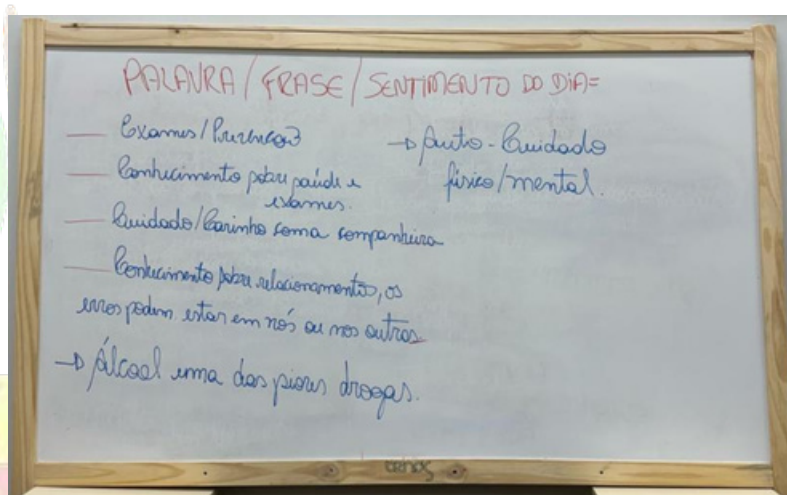 PALAVRA / FRASE / SENTIMENTO DO DIA=
— Exames/Prevenção
— Conhecimento sobre saúde e
exames.
— Cuidado/Carinho com a companheira
— Conhecimento sobre relacionamentos, os
erros podem estar em nós ou nos outros
→ Álcool uma das piores drogas.
→ Auto-Cuidado
físico/mental.